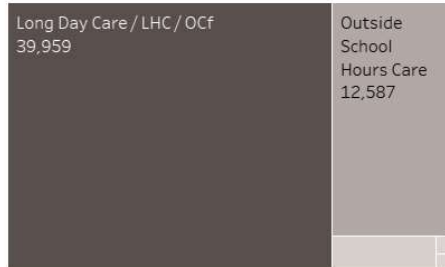 Long Day Care / LHC / OCf
39,959
Outside
School
Hours Care
12,587